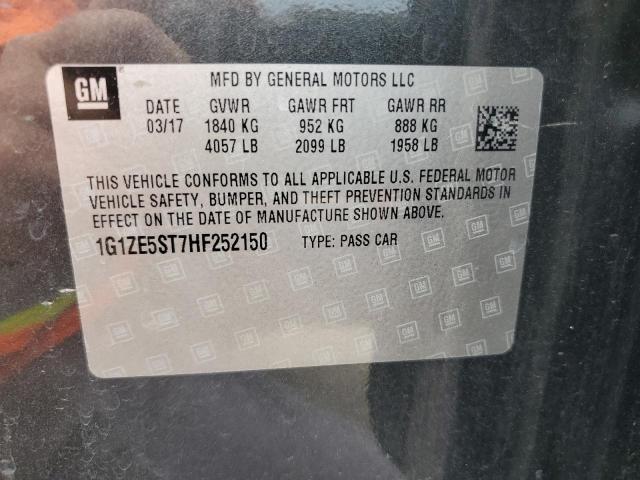 GM
MFD BY GENERAL MOTORS LLC
DATE GVWR GAWR FRT GAWR RR
03/17 1840 KG 952 KG 888 KG
4057 LB 2099 LB 1958 LB
THIS VEHICLE CONFORMS TO ALL APPLICABLE U.S. FEDERAL MOTOR
VEHICLE SAFETY, BUMPER, AND THEFT PREVENTION STANDARDS IN
EFFECT ON THE DATE OF MANUFACTURE SHOWN ABOVE.
1G1ZE5ST7HF252150 TYPE: PASS CAR